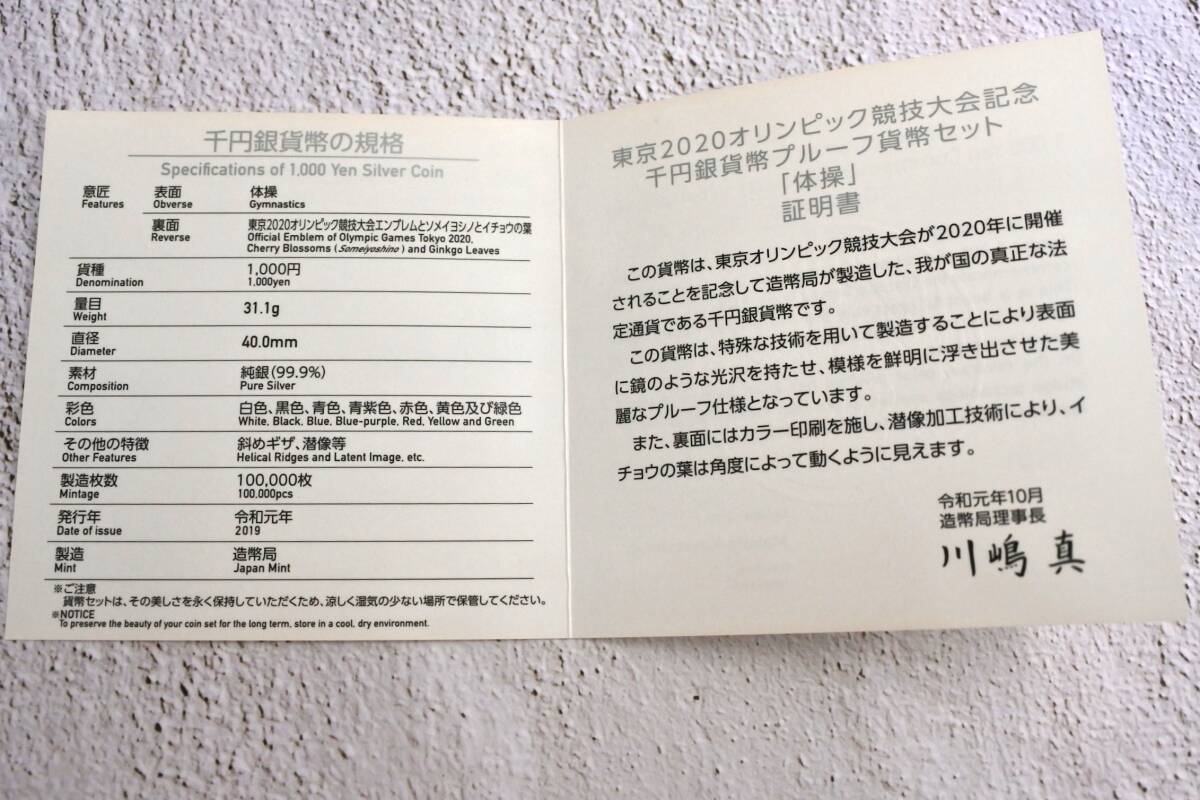 千円銀貨幣の規格
Specifications of 1,000 Yen Silver Coin
意匠 表面 体操
Features Obverse Gymnastics
裏面 東京2020オリンピック競技大会エンブレムとソメイヨシノとイチョウの葉
Reverse Official Emblem of Olympic Games Tokyo 2020,
Cherry Blossoms (Someiyoshino) and Ginkgo Leaves
貨種 1,000円
Denomination 1,000yen
量目 31.1g
Weight
直径 40.0mm
Diameter
素材 純銀(99.9%)
Composition Pure Silver
彩色 白色、黒色、青色、青紫色、赤色、黄色及び緑色
Colors White, Black, Blue, Blue-purple, Red, Yellow and Green
その他の特徴 斜めギザ、潜像等
Other Features Helical Ridges and Latent Image, etc.
製造枚数 100,000枚
Mintage 100,000pcs
発行年 令和元年
Date of issue 2019
製造 造幣局
Mint Japan Mint
※ご注意
貨幣セットは、その美しさを永く保持していただくため、涼しく湿気の少ない場所で保管してください。
※NOTICE
To preserve the beauty of your coin set for the long term, store in a cool, dry environment.
東京2020オリンピック競技大会記念
千円銀貨幣プルーフ貨幣セット
「体操」
証明書
この貨幣は、東京オリンピック競技大会が2020年に開催
されることを記念して造幣局が製造した、我が国の真正な法
定通貨である千円銀貨幣です。
この貨幣は、特殊な技術を用いて製造することにより表面
に鏡のような光沢を持たせ、模様を鮮明に浮き出させた美
麗なプルーフ仕様となっています。
また、裏面にはカラー印刷を施し、潜像加工技術により、イ
チョウの葉は角度によって動くように見えます。
令和元年10月
造幣局理事長
川嶋 真